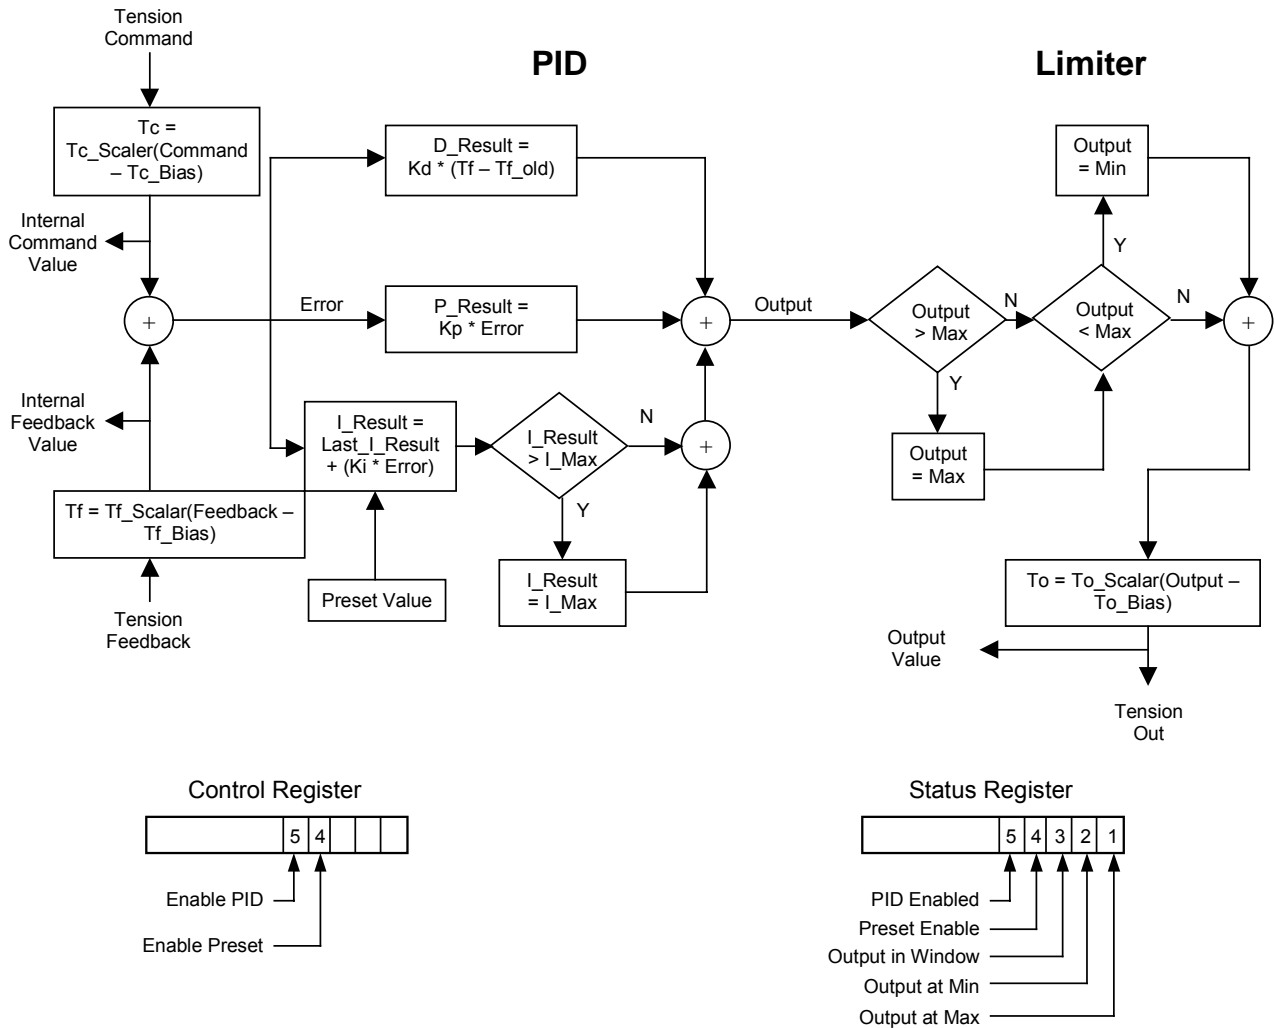 Tension
Command
PID
Limiter
Tc =
Tc_Scaler(Command
– Tc_Bias)
D_Result =
Kd * (Tf – Tf_old)
Output
= Min
Internal
Command
Value
Y
+
Error
P_Result =
Kp * Error
+
Output
Output
> Max
N
Output
< Max
N
+
Y
Internal
Feedback
Value
I_Result =
Last_I_Result
+ (Ki * Error)
I_Result
> I_Max
N
+
Output
= Max
Tf = Tf_Scalar(Feedback –
Tf_Bias)
Y
Preset Value
I_Result
= I_Max
To = To_Scalar(Output –
To_Bias)
Tension
Feedback
Output
Value
Tension
Out
Control Register
5 4
Enable PID
Enable Preset
Status Register
5 4 3 2 1
PID Enabled
Preset Enable
Output in Window
Output at Min
Output at Max